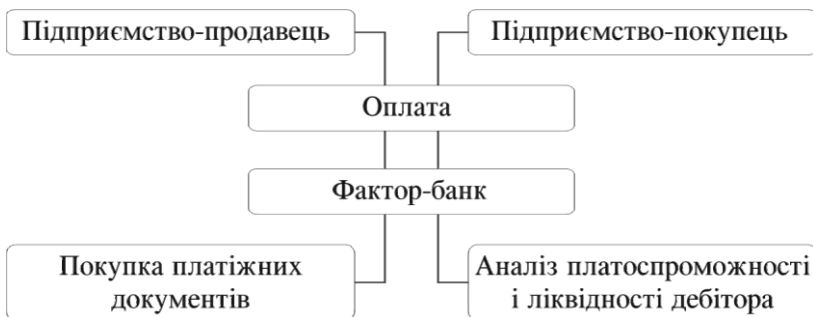 Підприємство-продавець
Підприємство-покупець
Оплата
Фактор-банк
Покупка платіжних
документів
Аналіз платоспроможності
і ліквідності дебітора